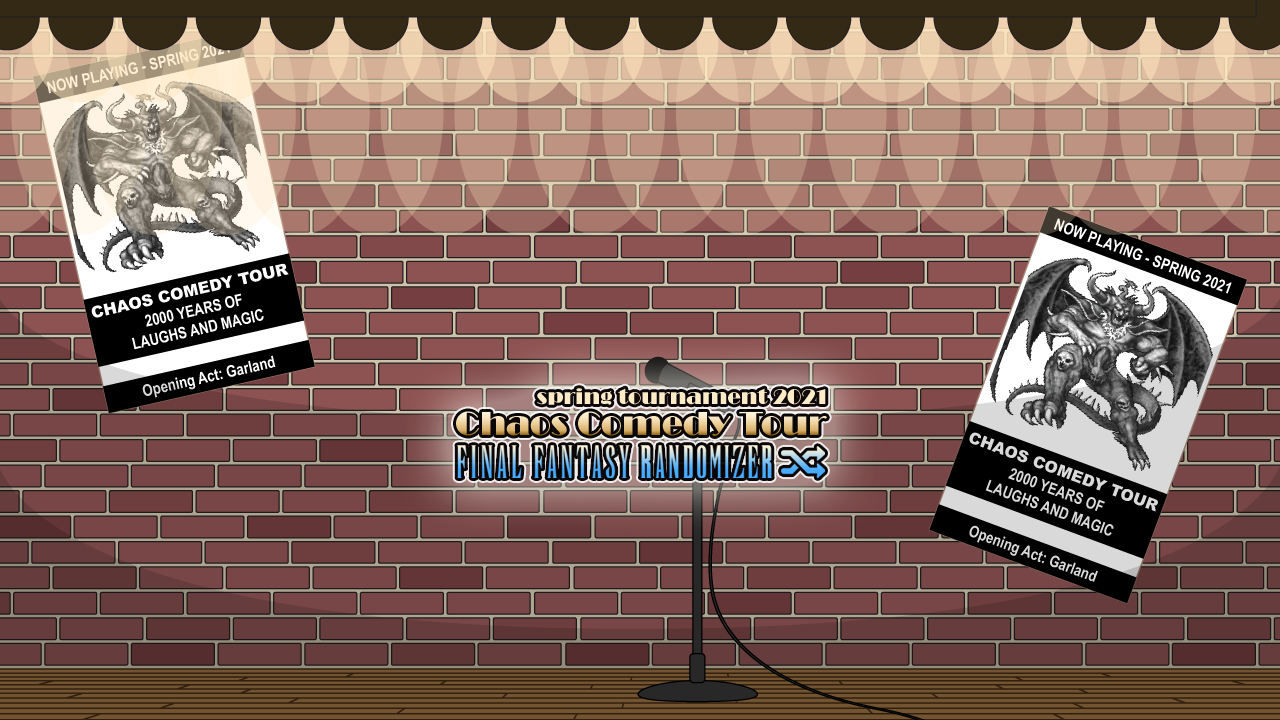 NOW PLAYING - SPRING 2021
CHAOS COMEDY TOUR
2000 YEARS OF
LAUGHS AND MAGIC
Opening Act: Garland
spring tournament 2021
Chaos Comedy Tour
FINAL FANTASY RANDOMIZER
NOW PLAYING - SPRING 2021
CHAOS COMEDY TOUR
2000 YEARS OF
LAUGHS AND MAGIC
Opening Act: Garland